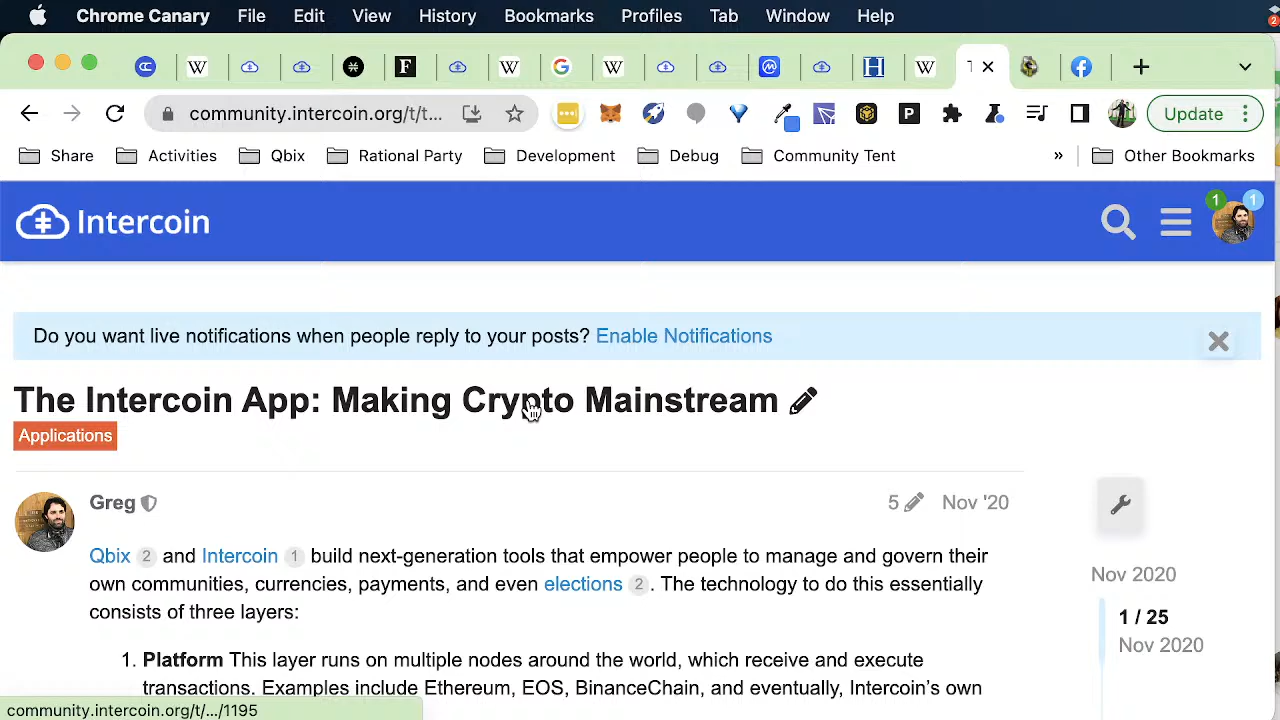 Chrome Canary File Edit View History Bookmarks Profiles Tab Window Help
2
community.intercoin.org/t/t... Update
Share Activities Qbix Rational Party Development Debug Community Tent » Other Bookmarks
Intercoin
1 1
Do you want live notifications when people reply to your posts? Enable Notifications
The Intercoin App: Making Crypto Mainstream
Applications
Greg 5 Nov '20
Qbix 2 and Intercoin 1 build next-generation tools that empower people to manage and govern their
own communities, currencies, payments, and even elections 2. The technology to do this essentially
consists of three layers:
1. Platform This layer runs on multiple nodes around the world, which receive and execute
transactions. Examples include Ethereum, EOS, BinanceChain, and eventually, Intercoin's own
Nov 2020
1 / 25
Nov 2020
community.intercoin.org/t/.../1195